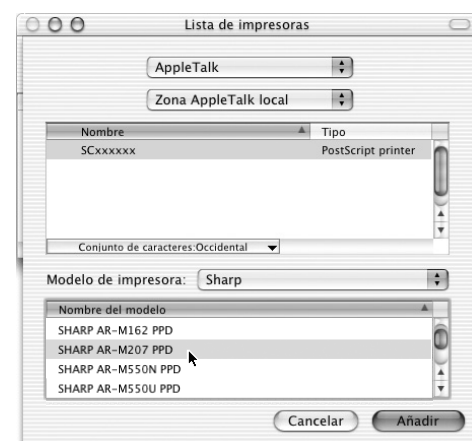 Lista de impresoras
AppleTalk
Zona AppleTalk local
Nombre Tipo
SCxxxxxx PostScript printer
Conjunto de caracteres:Occidental
Modelo de impresora: Sharp
Nombre del modelo
SHARP AR-M162 PPD
SHARP AR-M207 PPD
SHARP AR-M550N PPD
SHARP AR-M550U PPD
Cancelar Añadir